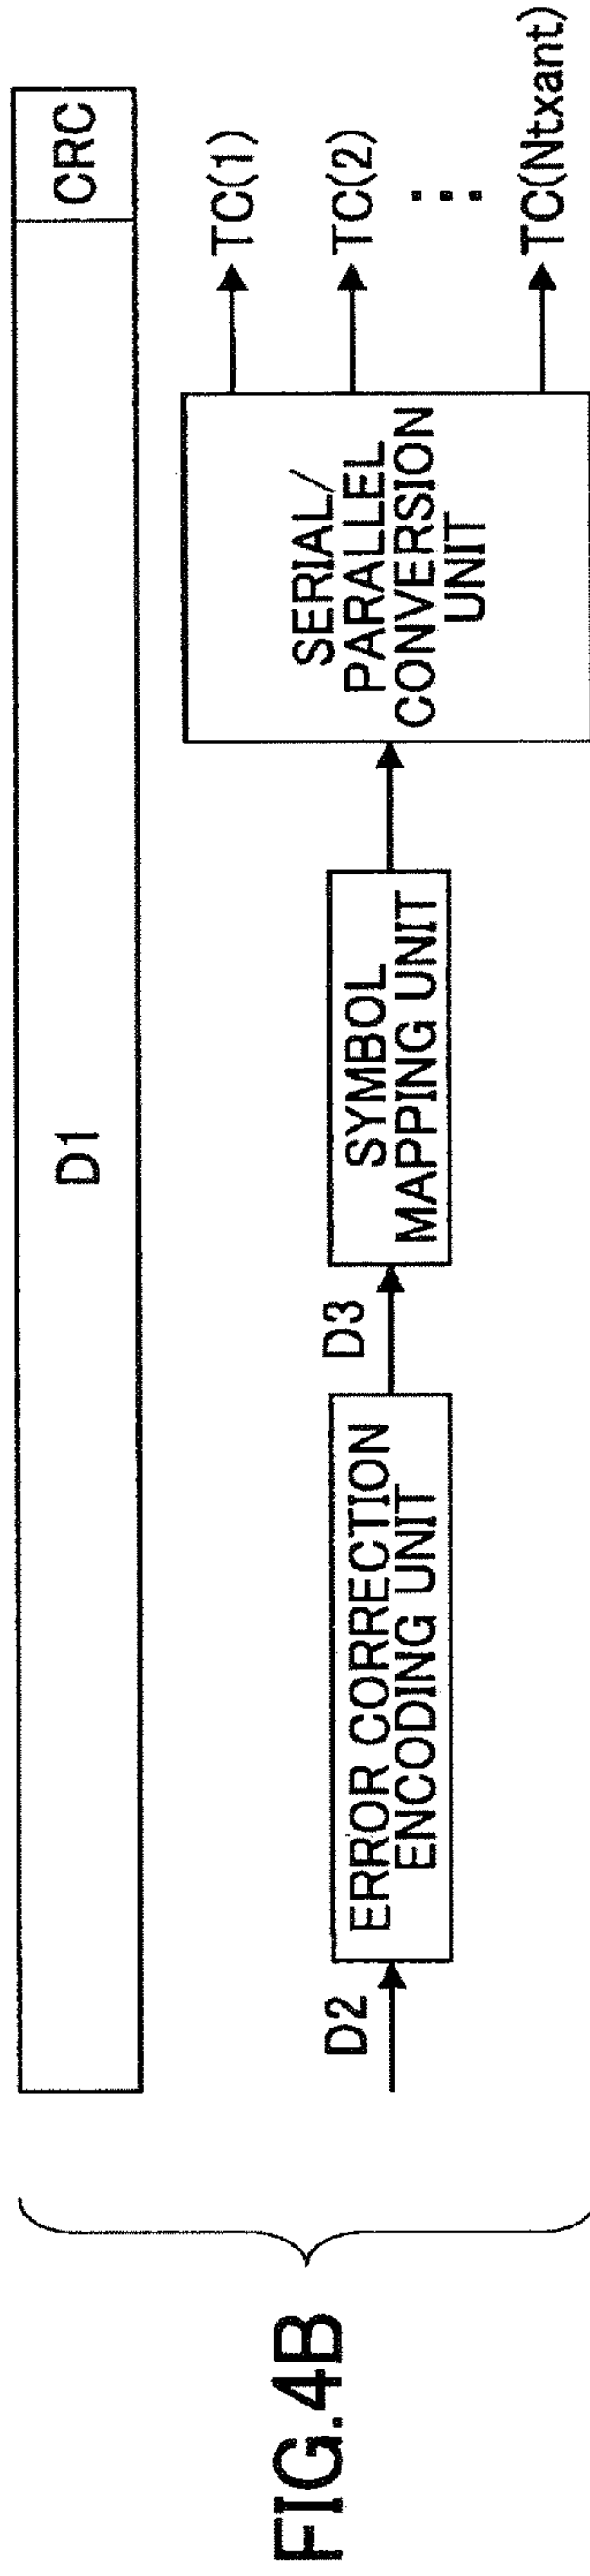 FIG.4B
D1
CRC
D2
ERROR CORRECTION
ENCODING UNIT
D3
SYMBOL
MAPPING UNIT
SERIAL/
PARALLEL
CONVERSION
UNIT
TC(1)
TC(2)
TC(Ntxant)